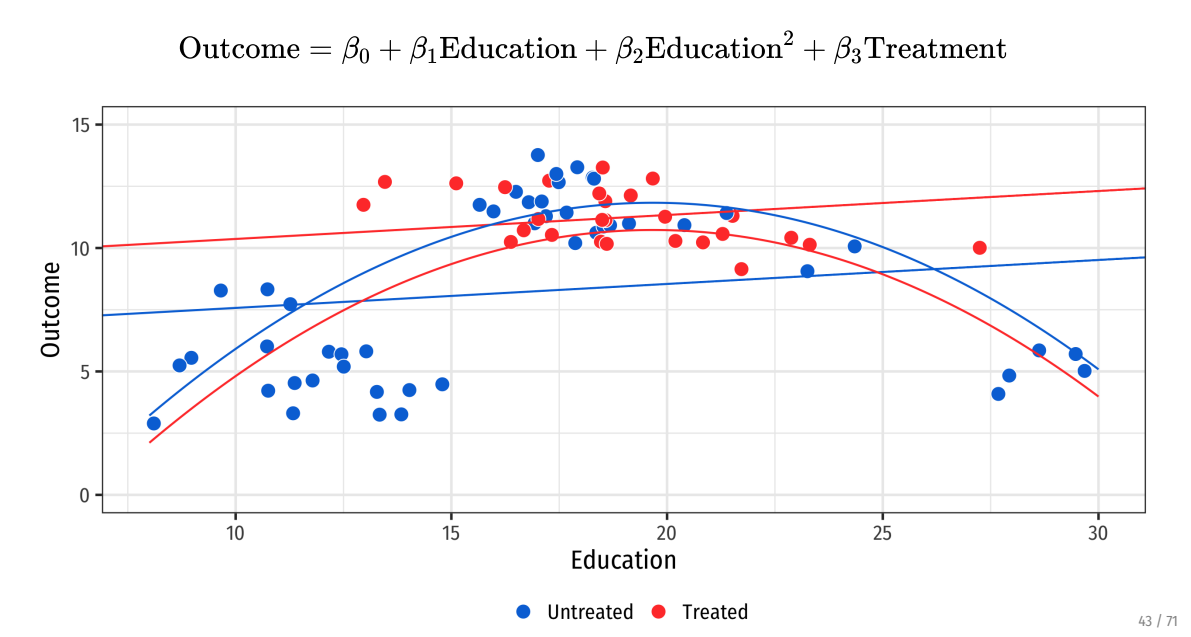 Outcome = β₀ + β₁Education + β₂Education² + β₃Treatment
15
10
5
0
Outcome
10 15 20 25 30
Education
Untreated Treated
43 / 71